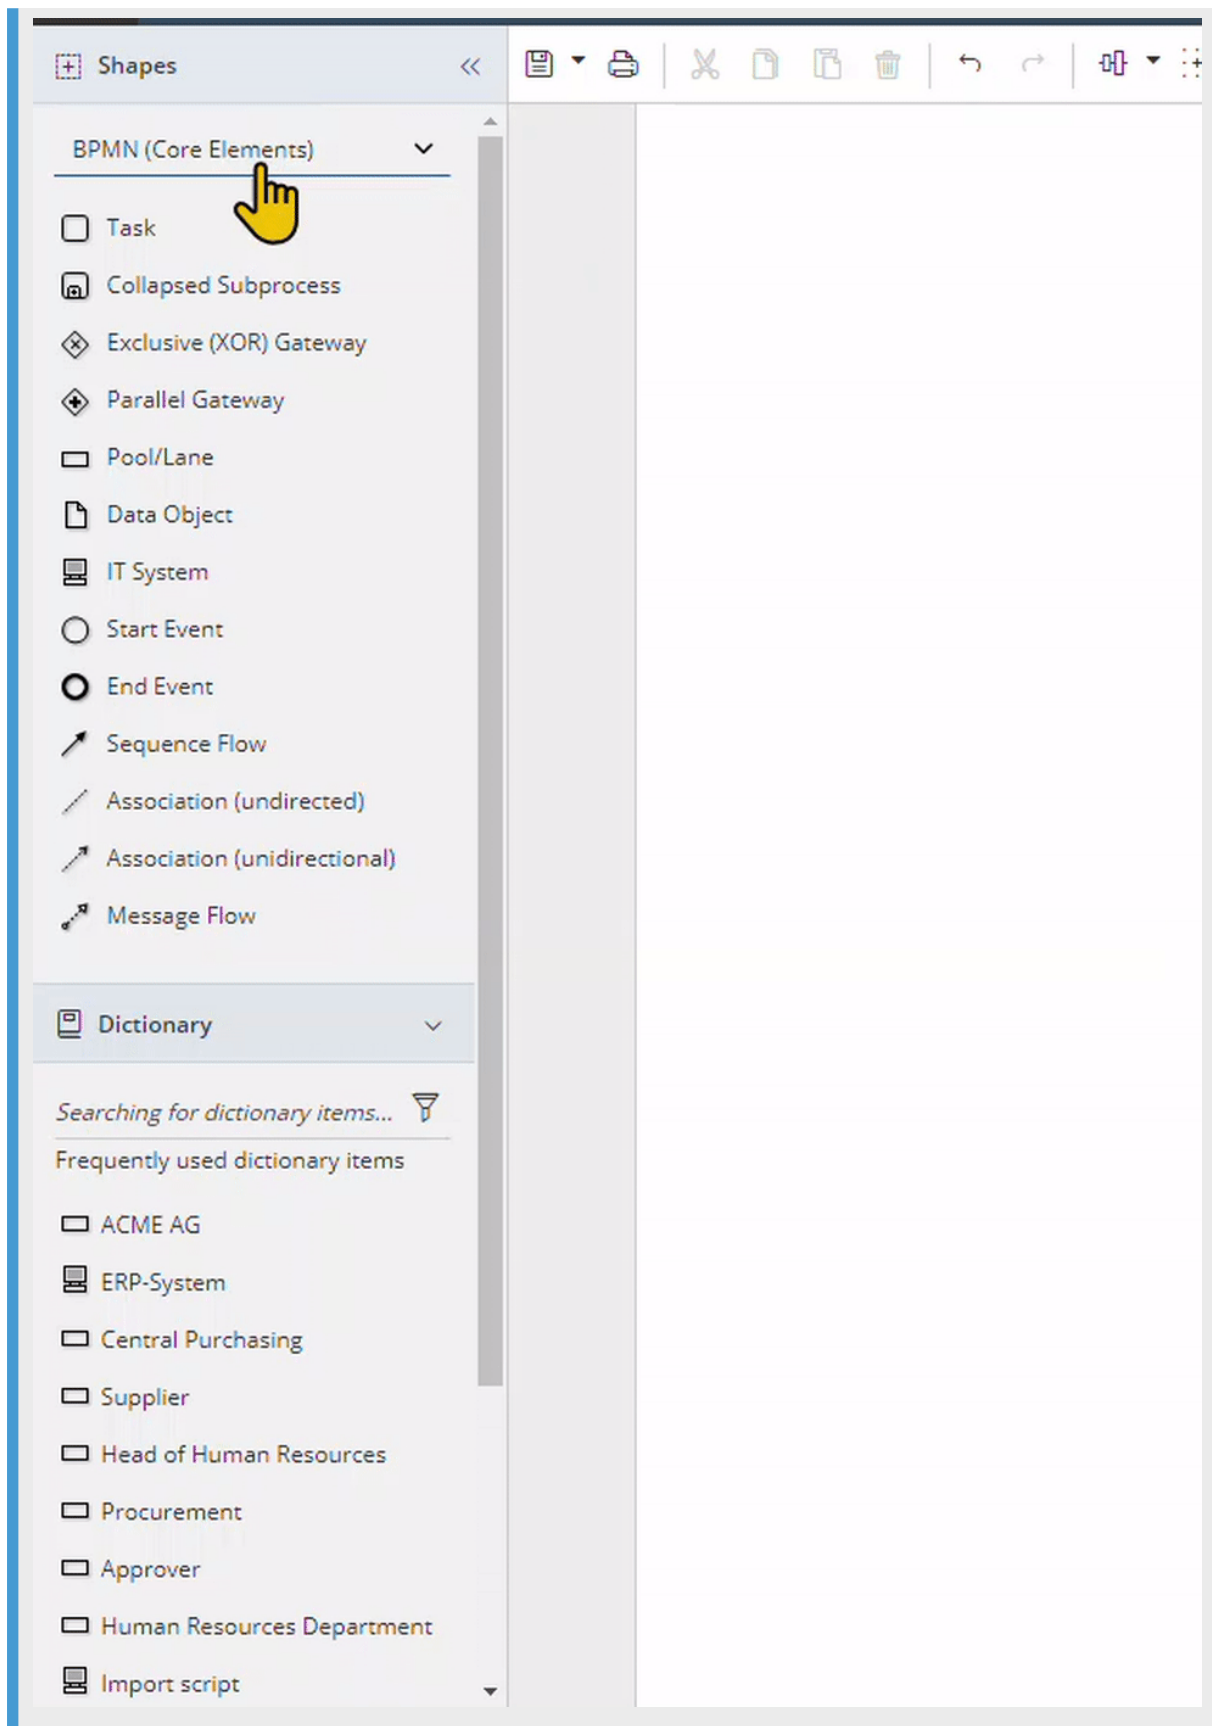 Shapes
BPMN (Core Elements)
Task
Collapsed Subprocess
Exclusive (XOR) Gateway
Parallel Gateway
Pool/Lane
Data Object
IT System
Start Event
End Event
Sequence Flow
Association (undirected)
Association (unidirectional)
Message Flow
Dictionary
Searching for dictionary items...
Frequently used dictionary items
ACME AG
ERP-System
Central Purchasing
Supplier
Head of Human Resources
Procurement
Approver
Human Resources Department
Import script